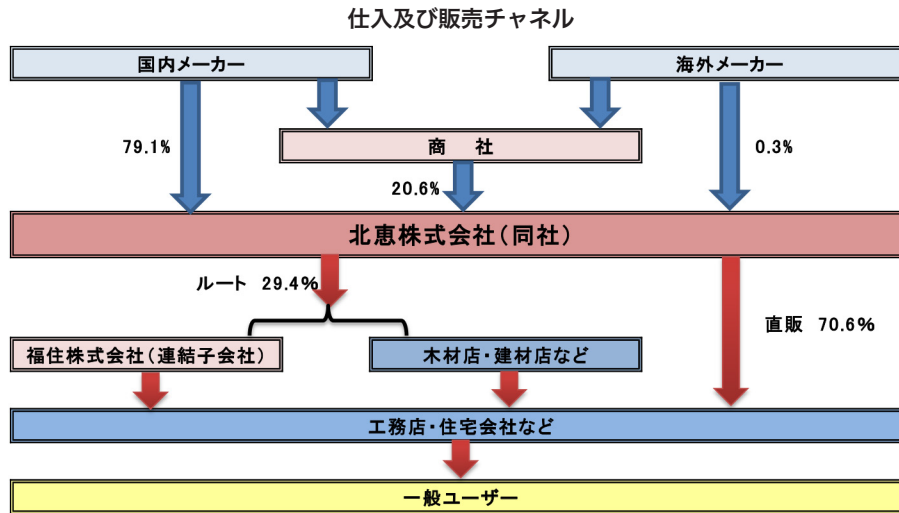 仕入及び販売チャネル
国内メーカー
海外メーカー
79.1%
商　社
0.3%
20.6%
北恵株式会社（同社）
ルート 29.4%
直販 70.6%
福住株式会社（連結子会社）
木材店・建材店など
工務店・住宅会社など
一般ユーザー